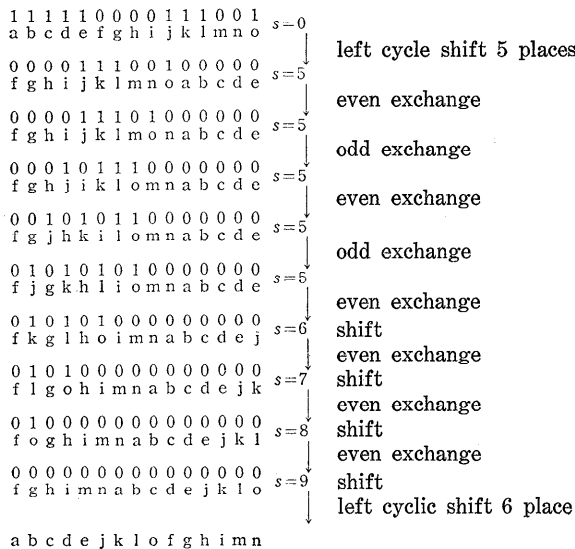 1 1 1 1 1 0 0 0 0 1 1 1 0 0 1
a b c d e f g h i j k l m n o s=0
left cycle shift 5 places
0 0 0 0 1 1 1 0 0 1 0 0 0 0 0
f g h i j k l m n o a b c d e s=5
even exchange
0 0 0 0 1 1 1 0 1 0 0 0 0 0 0
f g h i j k l m o n a b c d e s=5
odd exchange
0 0 0 1 0 1 1 1 0 0 0 0 0 0 0
f g h j i k l o m n a b c d e s=5
even exchange
0 0 1 0 1 0 1 1 0 0 0 0 0 0 0
f g j h k i l o m n a b c d e s=5
odd exchange
0 1 0 1 0 1 0 1 0 0 0 0 0 0 0
f j g k h l i o m n a b c d e s=5
even exchange
0 1 0 1 0 1 0 0 0 0 0 0 0 0 0
f k g l h o i m n a b c d e j s=6 shift
even exchange
0 1 0 1 0 0 0 0 0 0 0 0 0 0 0
f l g o h i m n a b c d e j k s=7 shift
even exchange
0 1 0 0 0 0 0 0 0 0 0 0 0 0 0
f o g h i m n a b c d e j k l s=8 shift
even exchange
0 0 0 0 0 0 0 0 0 0 0 0 0 0 0
f g h i m n a b c d e j k l o s=9 shift
left cyclic shift 6 place
a b c d e j k l o f g h i m n